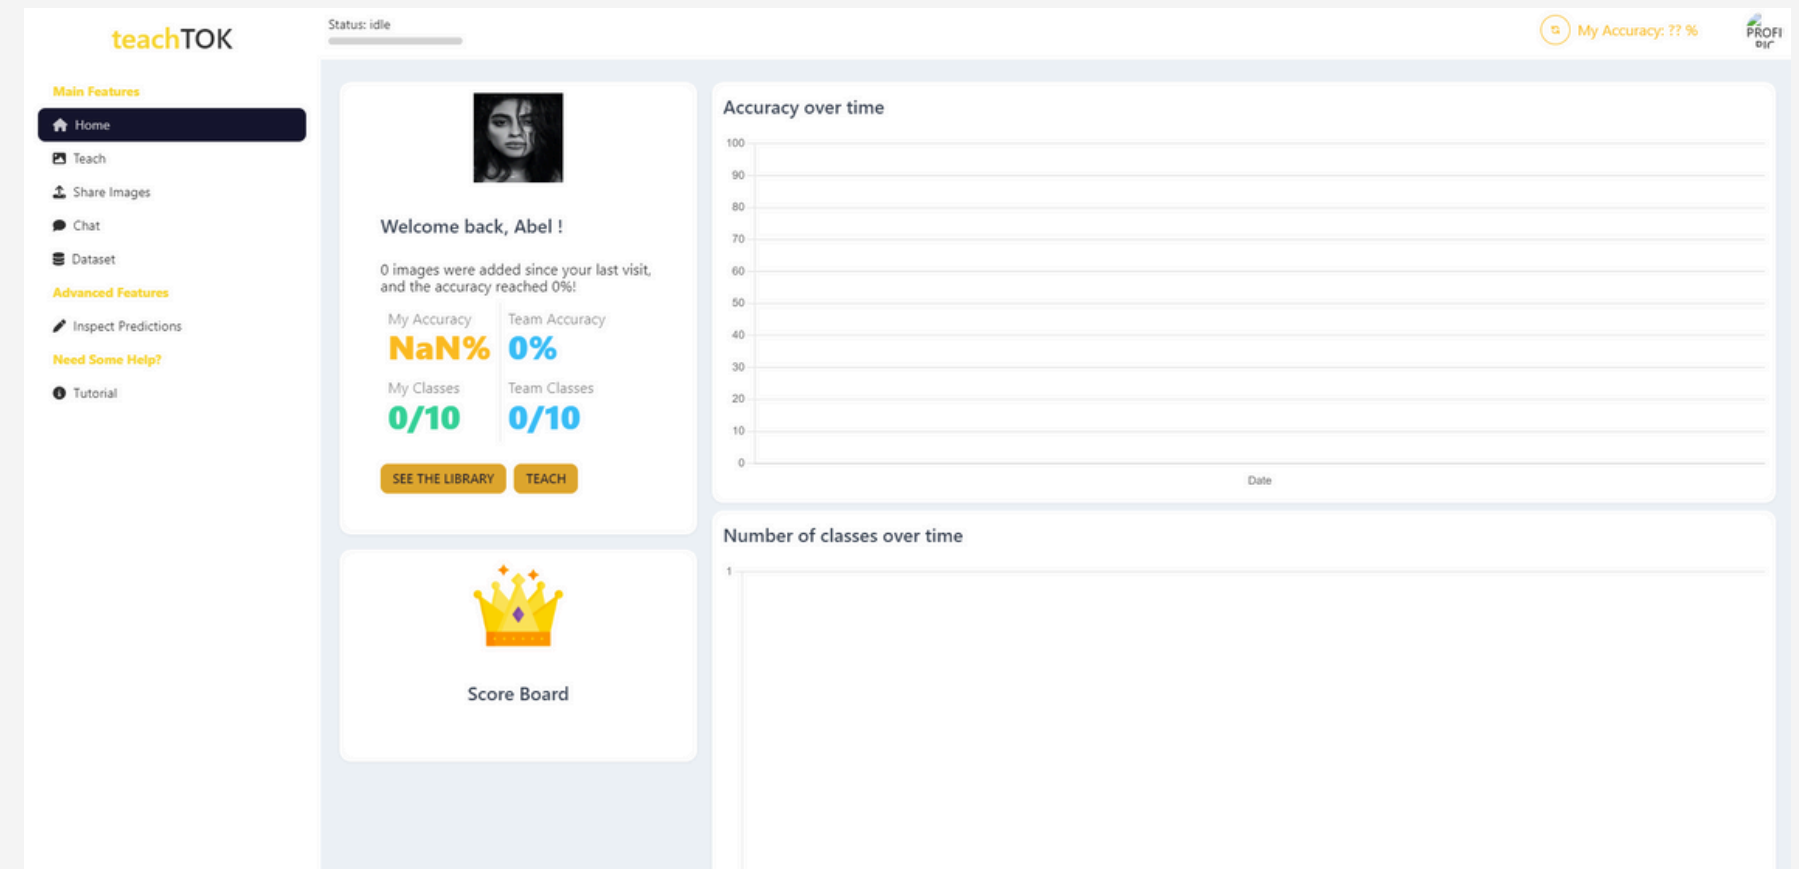 teachTOK
Status: idle
My Accuracy: ?? %
PROFI
Main Features
Home
Teach
Share Images
Chat
Dataset
Advanced Features
Inspect Predictions
Need Some Help?
Tutorial
Welcome back, Abel !
0 images were added since your last visit,
and the accuracy reached 0%!
My Accuracy Team Accuracy
NaN% 0%
My Classes Team Classes
0/10 0/10
SEE THE LIBRARY TEACH
Score Board
Accuracy over time
100
90
80
70
60
50
40
30
20
10
0
Date
Number of classes over time
1